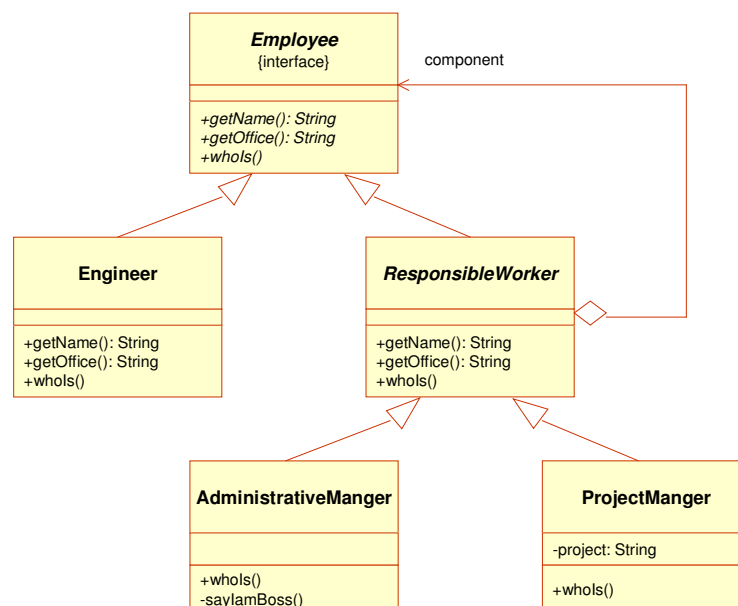 Employee
{interface}
component
+getName(): String
+getOffice(): String
+whoIs()
Engineer
+getName(): String
+getOffice(): String
+whoIs()
ResponsibleWorker
+getName(): String
+getOffice(): String
+whoIs()
AdministrativeManger
+whoIs()
-sayIamBoss()
ProjectManger
-project: String
+whoIs()